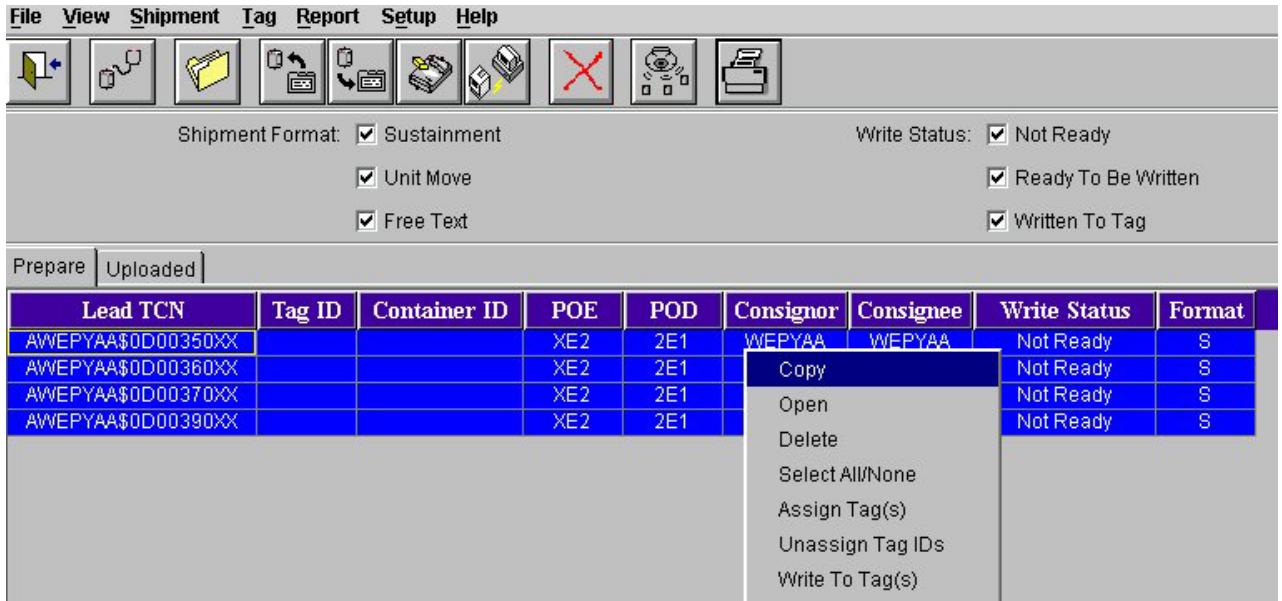 File View Shipment Tag Report Setup Help
Shipment Format: Sustainment Write Status: Not Ready
Unit Move Ready To Be Written
Free Text Written To Tag
Prepare Uploaded
Lead TCN Tag ID Container ID POE POD Consignor Consignee Write Status Format
AWEPYAA$0D00350XX XE2 2E1 WEPYAA WEPYAA Not Ready S
AWEPYAA$0D00360XX XE2 2E1 Not Ready S
AWEPYAA$0D00370XX XE2 2E1 Not Ready S
AWEPYAA$0D00390XX XE2 2E1 Not Ready S
Copy
Open
Delete
Select All/None
Assign Tag(s)
Unassign Tag IDs
Write To Tag(s)